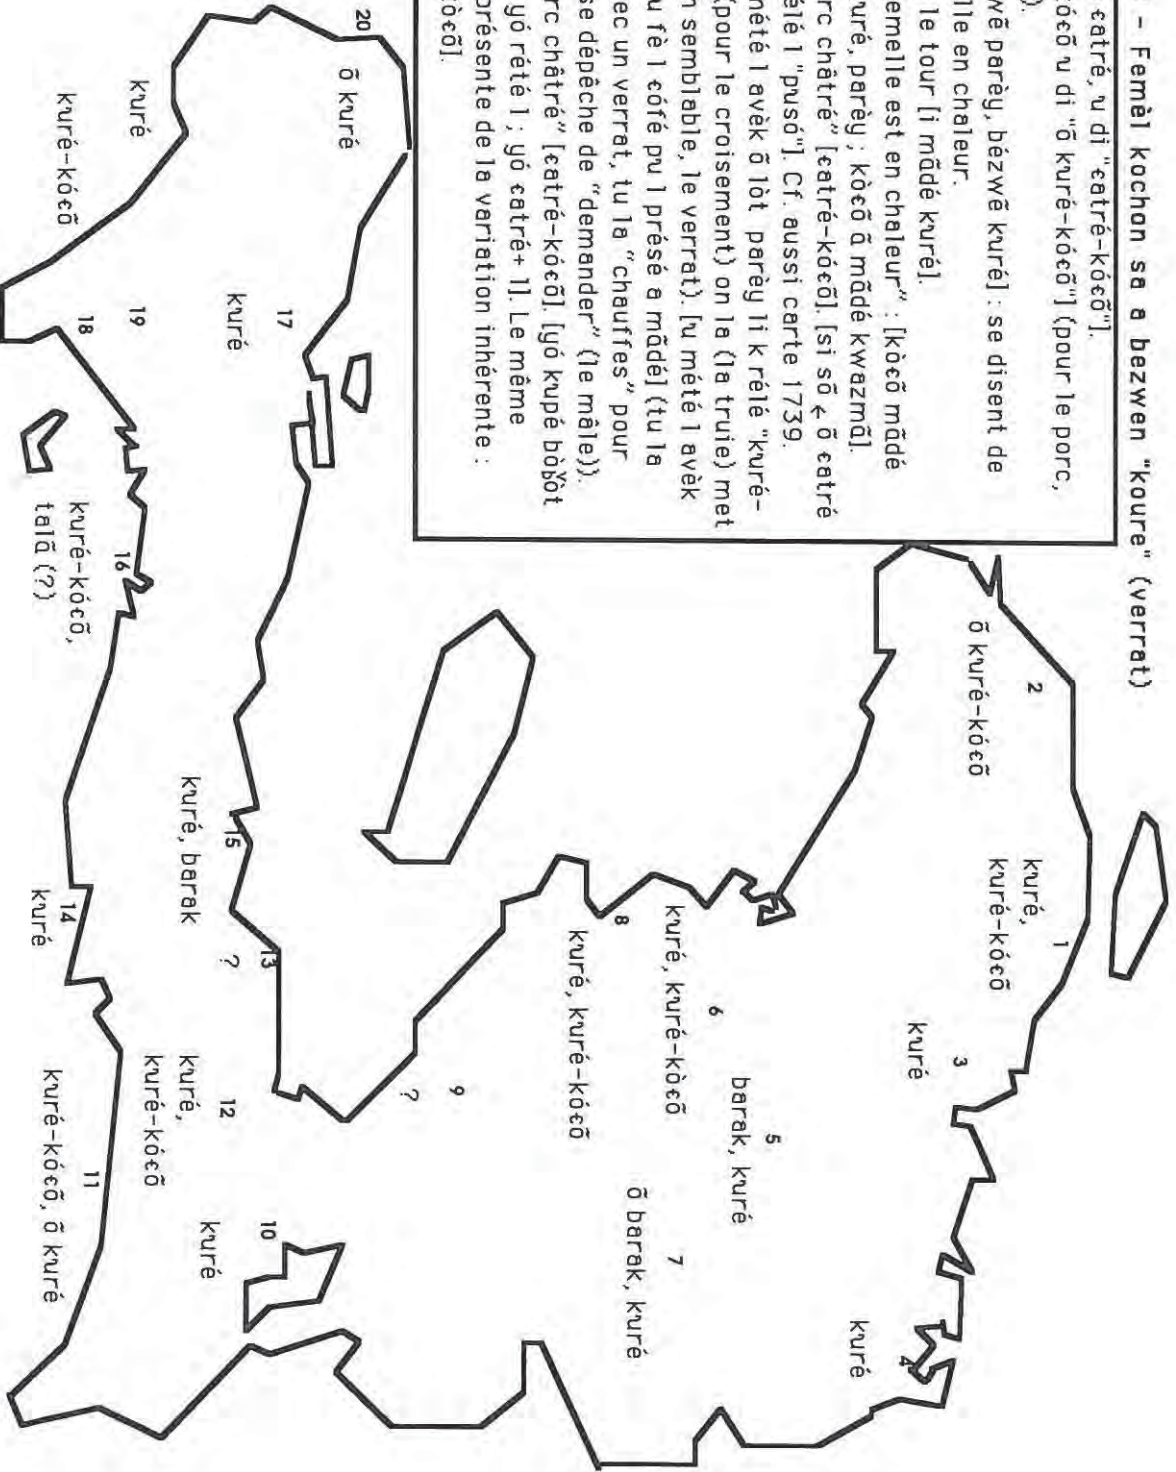 - Femèl kochon sa a bezwen "koure" (verrat)
ɛatré, u di "ɛatré-kóɛõ"].
kóɛõ u di "õ kuré-kóɛõ"] (pour le porc,
).
wẽ parèy, bézwẽ kuré] : se disent de
lle en chaleur.
le tour [i mãdé kuré].
emelle est en chaleur" : [kòɛõ mãdé
uré, parèy ; kòɛõ ã mãdé kwazmã].
rc châtré" [ɛatré-kóɛõ]. [si sõ ₄ õ ɛatré
élé l "pusó"]. Cf. aussi carte 1739.
mété l avèk õ lòt parèy li k rélé "kuré-
(pour le croisement) on la (la truie) met
n semblable, le verrat). [u mété l avèk
u fè l ɛófé pu l présé a mãdé] (tu la
ec un verrat, tu la "chauffes" pour
se dépêche de "demander" (le mâle)).
rc châtré" [ɛatré-kóɛõ]. [yó kupé bòɣòt
yó rété l ; yó ɛatré+ l]. Le même
présente de la variation inhérente :
kòɛõ].
2
õ kuré-kóɛõ
1
kuré,
kuré-kóɛõ
3
kuré
4
kuré
5
barak, kuré
6
kuré, kuré-kòɛõ
7
õ barak, kuré
8
kuré, kuré-kóɛõ
9
?
10
kuré
20
õ kuré
17
kuré
15
kuré, barak
13
?
12
kuré,
kuré-kóɛõ
11
kuré-kóɛõ, õ kuré
kuré
19
kuré-kóɛõ
18
16
kuré-kóɛõ,
talã (?)
14
kuré